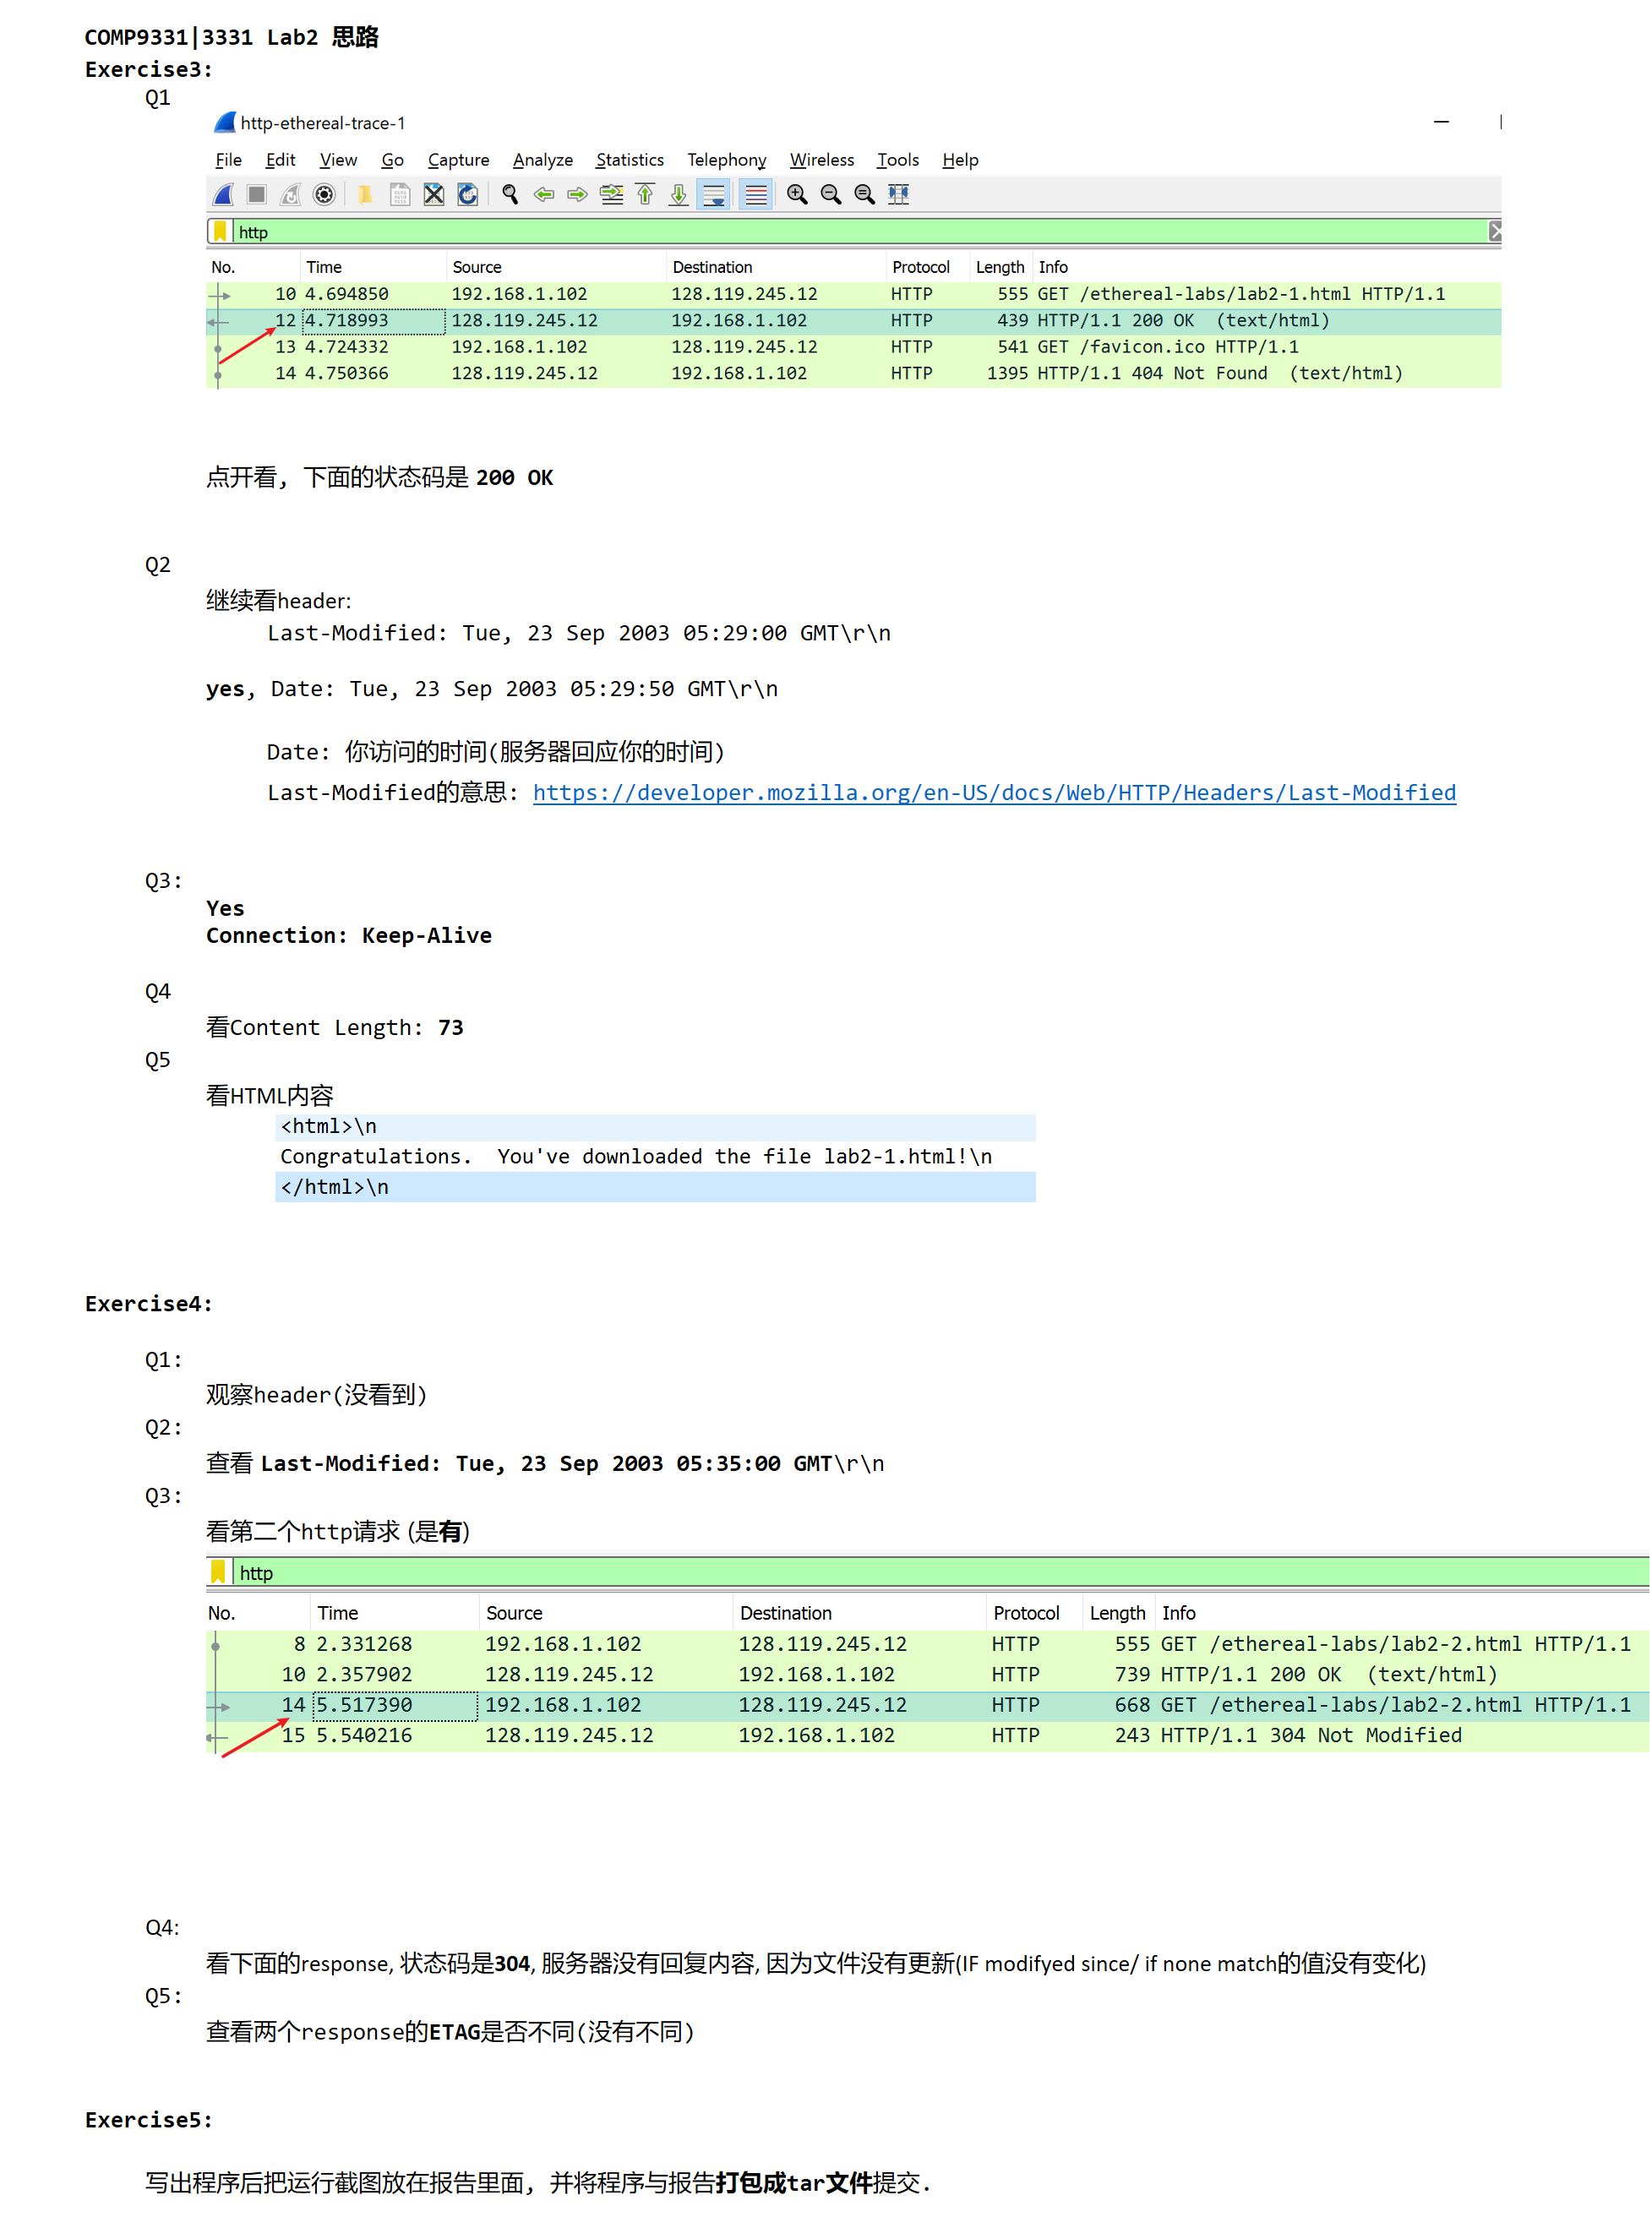 COMP9331|3331 Lab2 思路
Exercise3:
Q1
http-ethereal-trace-1
File Edit View Go Capture Analyze Statistics Telephony Wireless Tools Help
http
No. Time Source Destination Protocol Length Info
10 4.694850 192.168.1.102 128.119.245.12 HTTP 555 GET /ethereal-labs/lab2-1.html HTTP/1.1
12 4.718993 128.119.245.12 192.168.1.102 HTTP 439 HTTP/1.1 200 OK (text/html)
13 4.724332 192.168.1.102 128.119.245.12 HTTP 541 GET /favicon.ico HTTP/1.1
14 4.750366 128.119.245.12 192.168.1.102 HTTP 1395 HTTP/1.1 404 Not Found (text/html)
点开看, 下面的状态码是 200 OK
Q2
继续看header:
Last-Modified: Tue, 23 Sep 2003 05:29:00 GMT\r\n
yes, Date: Tue, 23 Sep 2003 05:29:50 GMT\r\n
Date: 你访问的时间(服务器回应你的时间)
Last-Modified的意思: https://developer.mozilla.org/en-US/docs/Web/HTTP/Headers/Last-Modified
Q3:
Yes
Connection: Keep-Alive
Q4
看Content Length: 73
Q5
看HTML内容
<html>\n
Congratulations.  You've downloaded the file lab2-1.html!\n
</html>\n
Exercise4:
Q1:
观察header(没看到)
Q2:
查看 Last-Modified: Tue, 23 Sep 2003 05:35:00 GMT\r\n
Q3:
看第二个http请求 (是有)
http
No. Time Source Destination Protocol Length Info
8 2.331268 192.168.1.102 128.119.245.12 HTTP 555 GET /ethereal-labs/lab2-2.html HTTP/1.1
10 2.357902 128.119.245.12 192.168.1.102 HTTP 739 HTTP/1.1 200 OK (text/html)
14 5.517390 192.168.1.102 128.119.245.12 HTTP 668 GET /ethereal-labs/lab2-2.html HTTP/1.1
15 5.540216 128.119.245.12 192.168.1.102 HTTP 243 HTTP/1.1 304 Not Modified
Q4:
看下面的response, 状态码是304, 服务器没有回复内容, 因为文件没有更新(IF modifyed since/ if none match的值没有变化)
Q5:
查看两个response的ETAG是否不同(没有不同)
Exercise5:
写出程序后把运行截图放在报告里面, 并将程序与报告打包成tar文件提交.